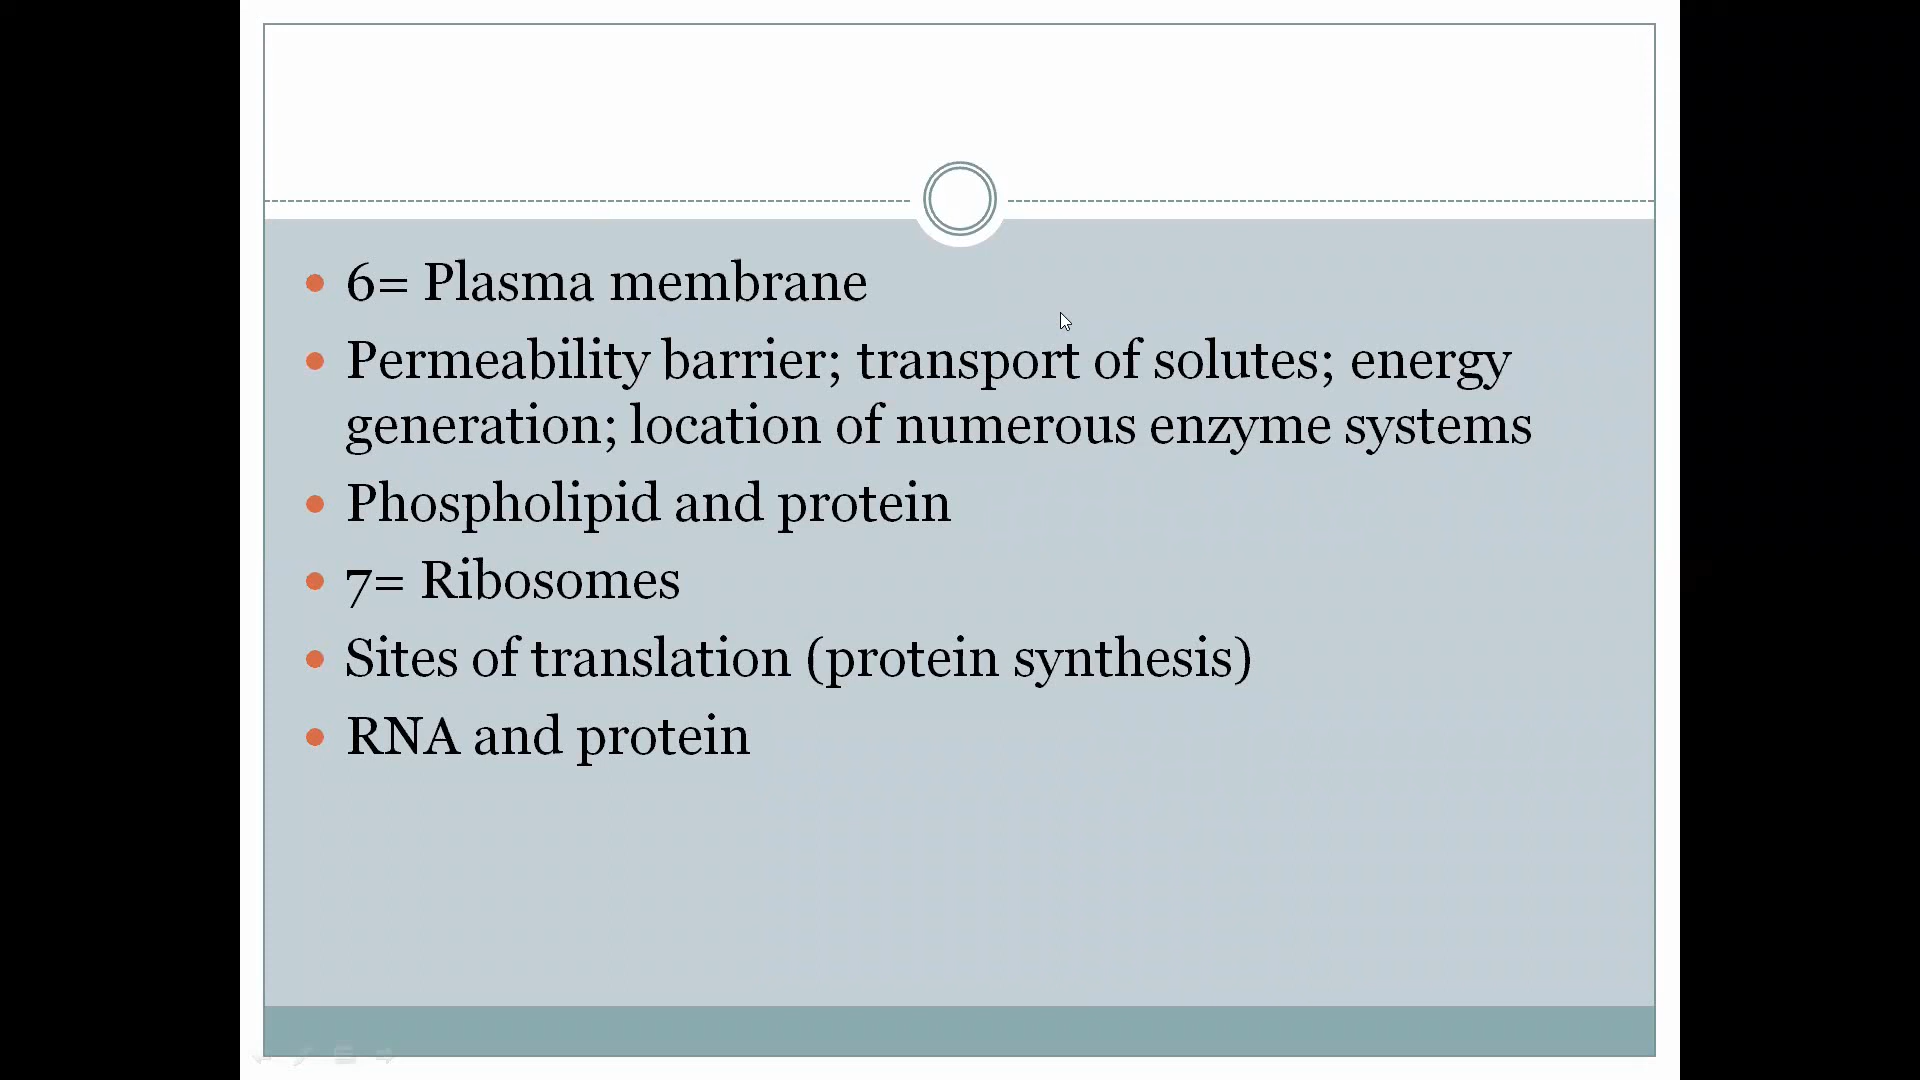 6= Plasma membrane
Permeability barrier; transport of solutes; energy
generation; location of numerous enzyme systems
Phospholipid and protein
7= Ribosomes
Sites of translation (protein synthesis)
RNA and protein